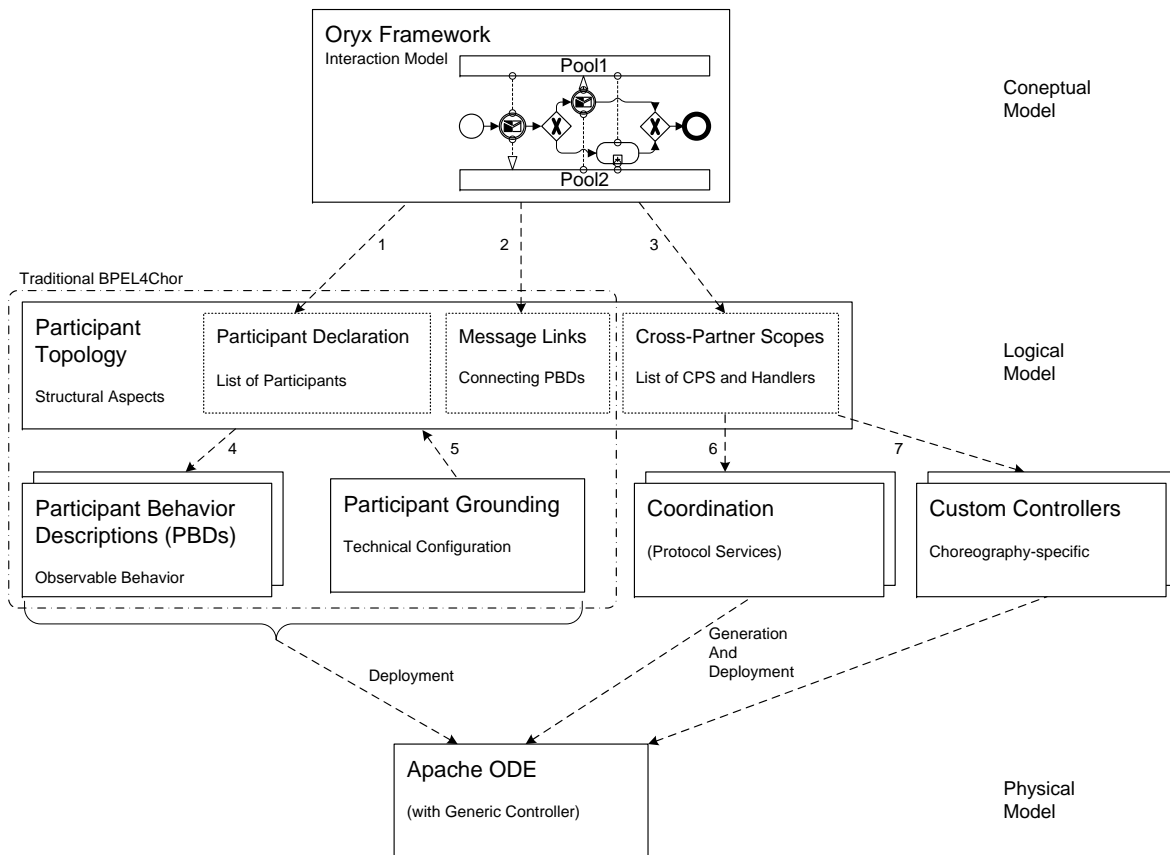 Oryx Framework
Interaction Model
Pool1
Pool2
Coneptual
Model
1
2
3
Traditional BPEL4Chor
Participant
Topology
Structural Aspects
Participant Declaration
List of Participants
Message Links
Connecting PBDs
Cross-Partner Scopes
List of CPS and Handlers
Logical
Model
4
5
6
7
Participant Behavior
Descriptions (PBDs)
Observable Behavior
Participant Grounding
Technical Configuration
Coordination
(Protocol Services)
Custom Controllers
Choreography-specific
Deployment
Generation
And
Deployment
Apache ODE
(with Generic Controller)
Physical
Model